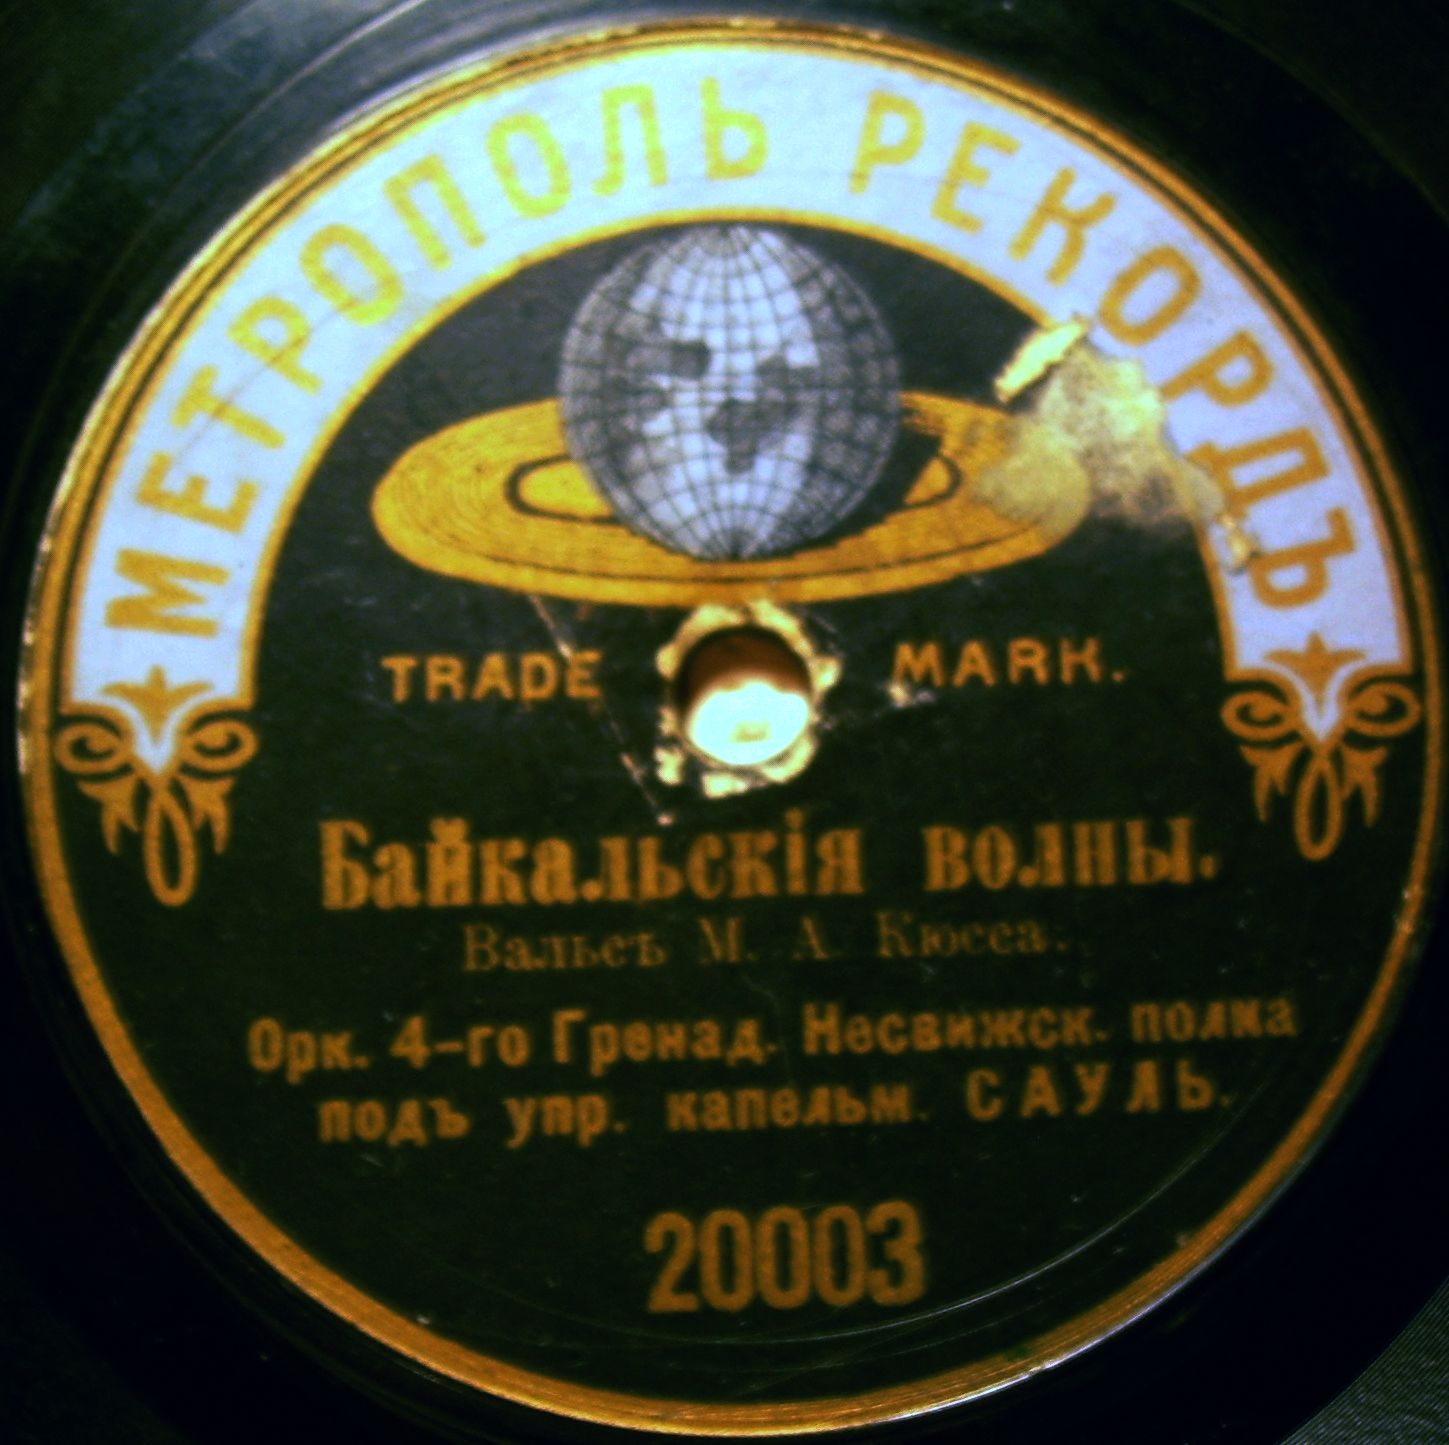 МЕТРОПОЛЬ РЕКОРДЪ
TRADE MARK.
Байкальскія волны.
Вальсъ М. А. Кюсса.
Орк. 4-го Гренад. Несвижск. полка
подъ упр. капельм. САУЛЬ.
20003